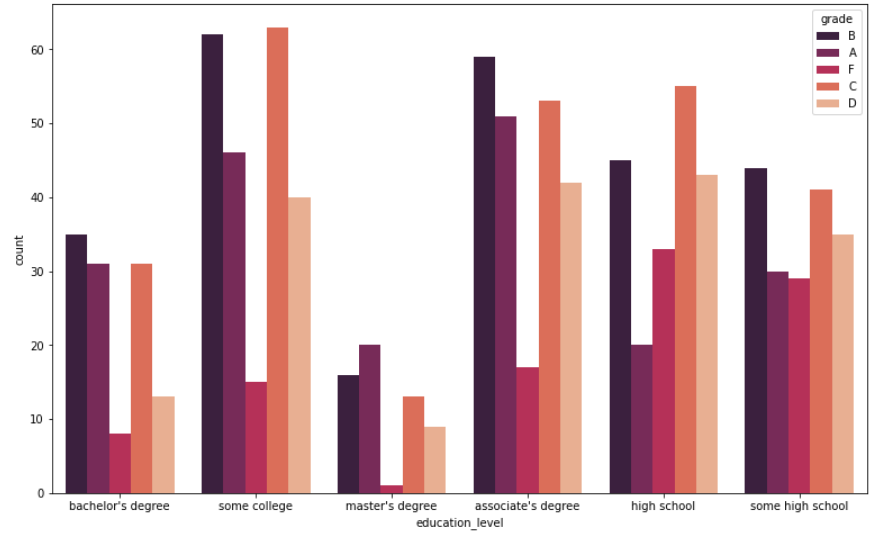 grade
B
A
F
C
D
60
50
40
30
20
10
0
count
bachelor's degree some college master's degree associate's degree high school some high school
education_level